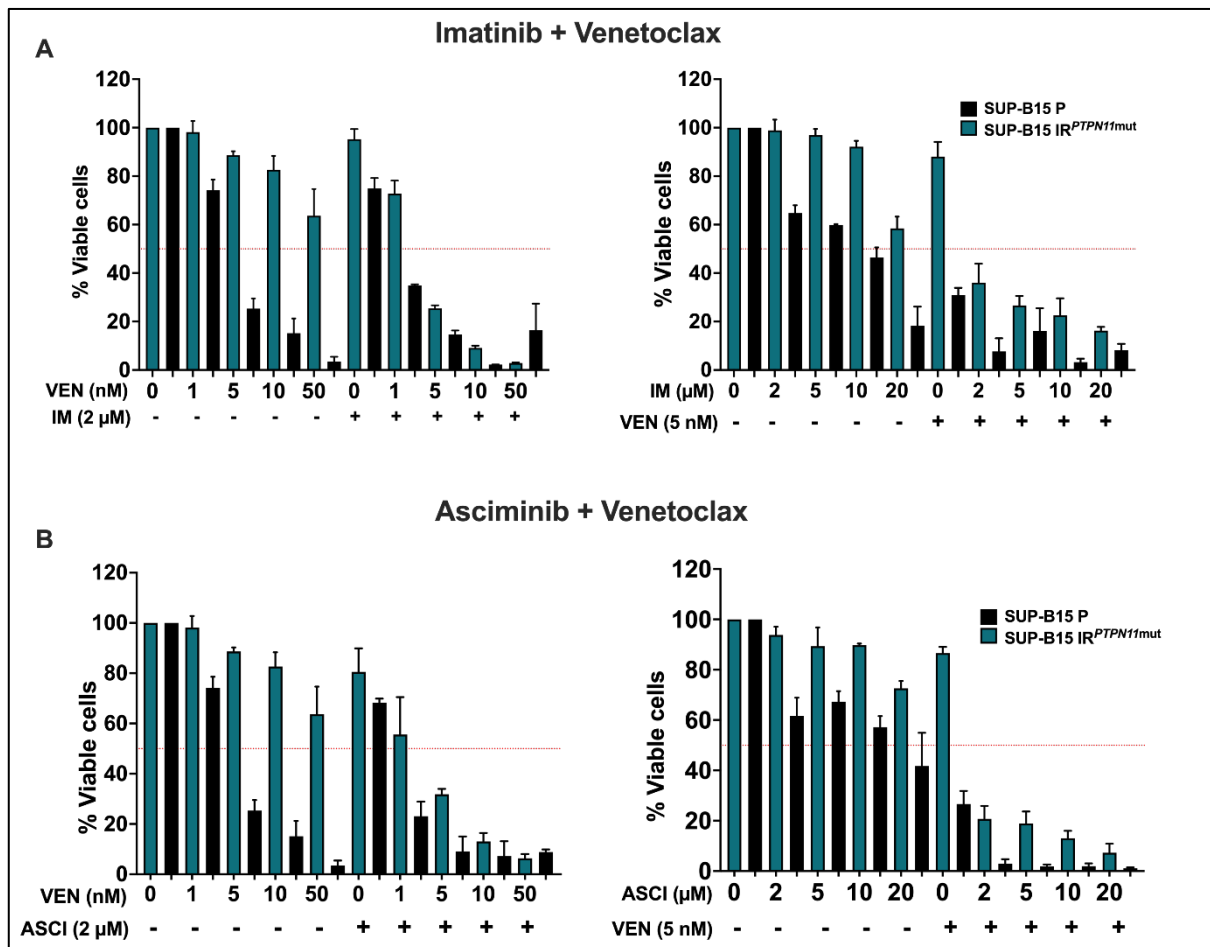 Imatinib + Venetoclax
A
120
100
80
60
40
20
0
% Viable cells
VEN (nM) 0 1 5 10 50 0 1 5 10 50
IM (2 µM) - - - - - + + + + +
120
100
80
60
40
20
0
% Viable cells
SUP-B15 P
SUP-B15 IR^PTPN11mut
IM (µM) 0 2 5 10 20 0 2 5 10 20
VEN (5 nM) - - - - - + + + + +
Asciminib + Venetoclax
B
120
100
80
60
40
20
0
% Viable cells
VEN (nM) 0 1 5 10 50 0 1 5 10 50
ASCI (2 µM) - - - - - + + + + +
120
100
80
60
40
20
0
% Viable cells
SUP-B15 P
SUP-B15 IR^PTPN11mut
ASCI (µM) 0 2 5 10 20 0 2 5 10 20
VEN (5 nM) - - - - - + + + + +